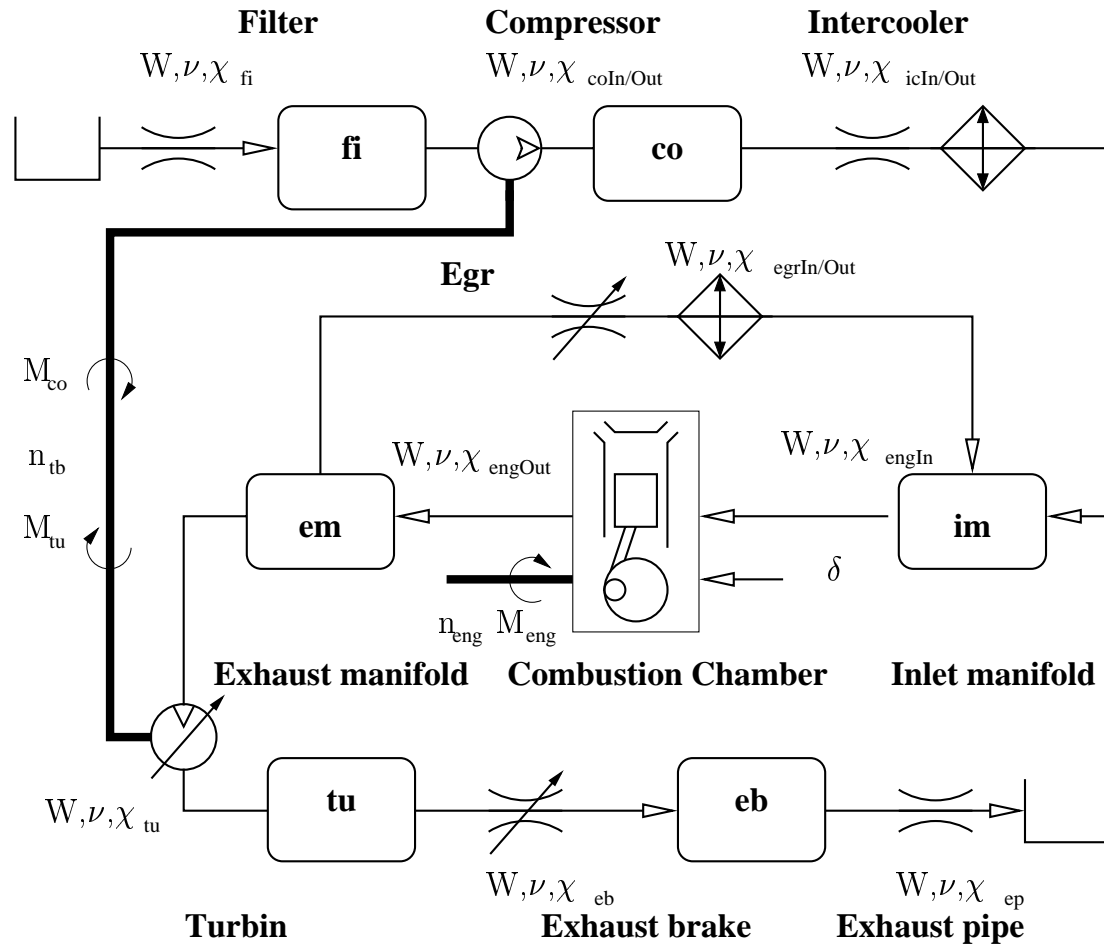 Filter Compressor Intercooler
W,ν,χ fi W,ν,χ coIn/Out W,ν,χ icIn/Out
fi co
Egr W,ν,χ egrIn/Out
M co
n tb
M tu
W,ν,χ engOut W,ν,χ engIn
em im
δ
n eng M eng
Exhaust manifold Combustion Chamber Inlet manifold
tu eb
W,ν,χ tu
W,ν,χ eb W,ν,χ ep
Turbin Exhaust brake Exhaust pipe